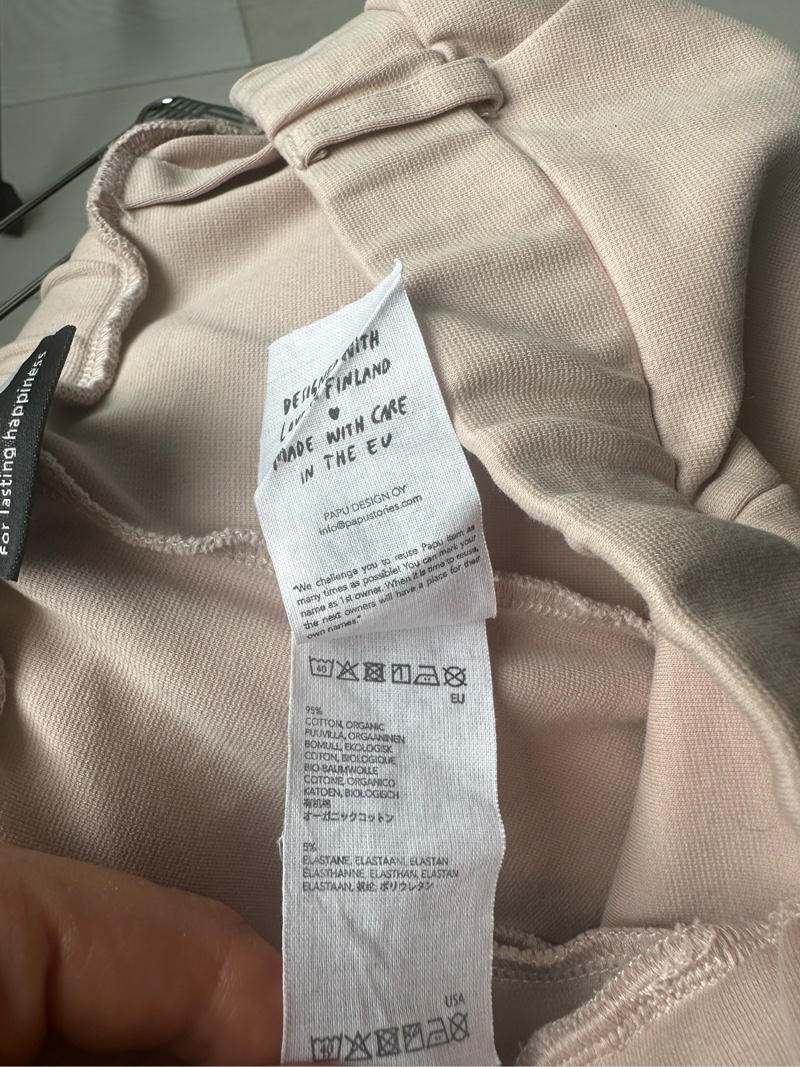 for lasting happiness
DESIGNED WITH
LOVE FINLAND
MADE WITH CARE
IN THE EU
PAPU DESIGN OY
info@papustories.com
"We challenge you to reuse Papu item as
many times as possible! You can mark your
name as 1st owner. When it is time to reuse,
the next owners will have a place for their
own names."
40
EU
95%
COTTON, ORGANIC
PUUVILLA, ORGAANINEN
BOMULL, EKOLOGISK
COTON, BIOLOGIQUE
BIO-BAUMWOLLE
COTONE, ORGANICO
KATOEN, BIOLOGISCH
有机棉
オーガニックコットン
5%
ELASTANE, ELASTAANI, ELASTAN
ÉLASTHANNE, ELASTHAN, ELASTAN
ELASTAAN, 氨纶, ポリウレタン
USA
40